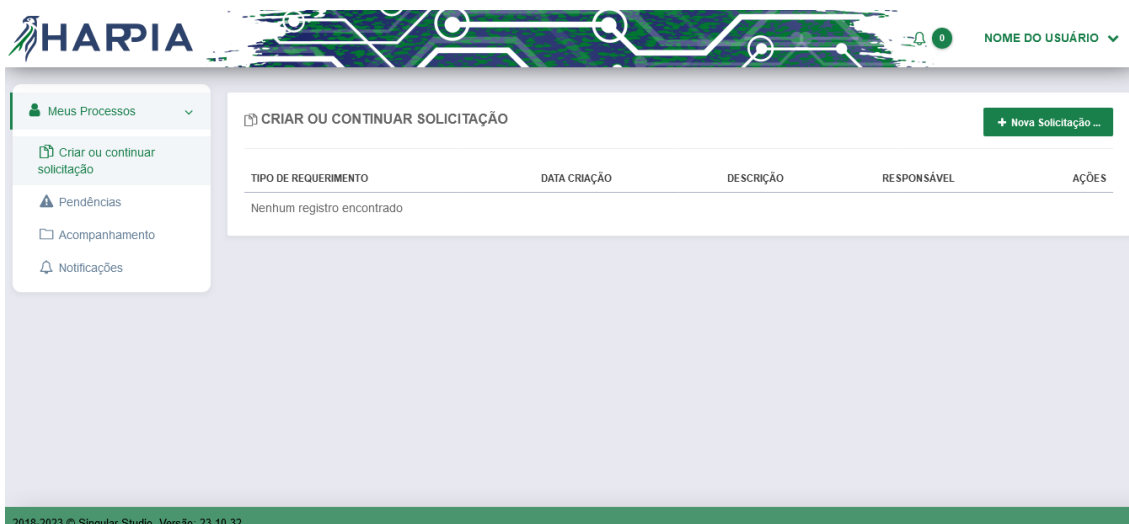 HARPIA
0
NOME DO USUÁRIO
Meus Processos
Criar ou continuar
solicitação
Pendências
Acompanhamento
Notificações
CRIAR OU CONTINUAR SOLICITAÇÃO
+ Nova Solicitação ...
TIPO DE REQUERIMENTO DATA CRIAÇÃO DESCRIÇÃO RESPONSÁVEL AÇÕES
Nenhum registro encontrado
2018-2023 © Singular Studio. Versão: 23.10.32